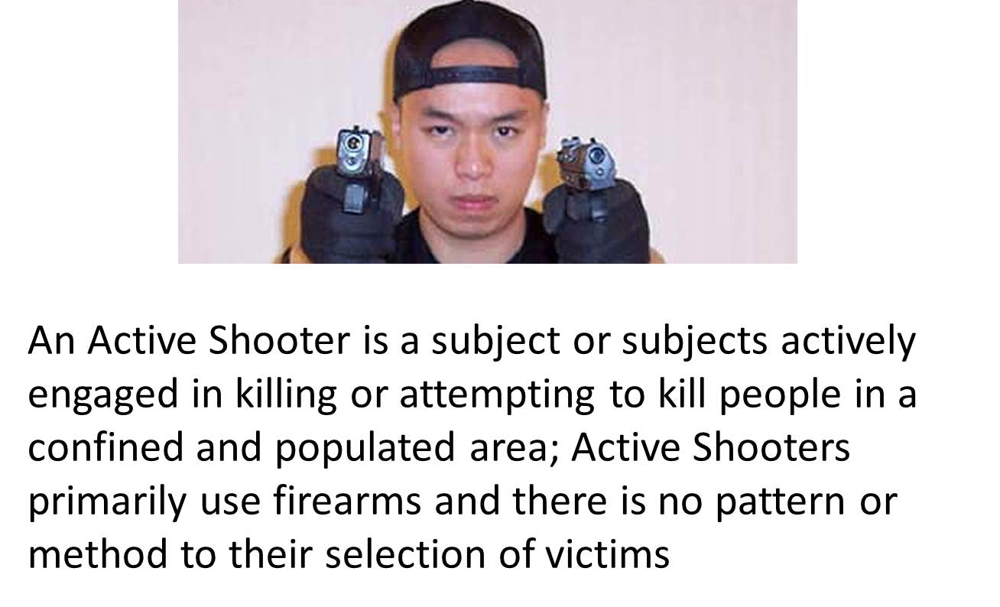 An Active Shooter is a subject or subjects actively
engaged in killing or attempting to kill people in a
confined and populated area; Active Shooters
primarily use firearms and there is no pattern or
method to their selection of victims